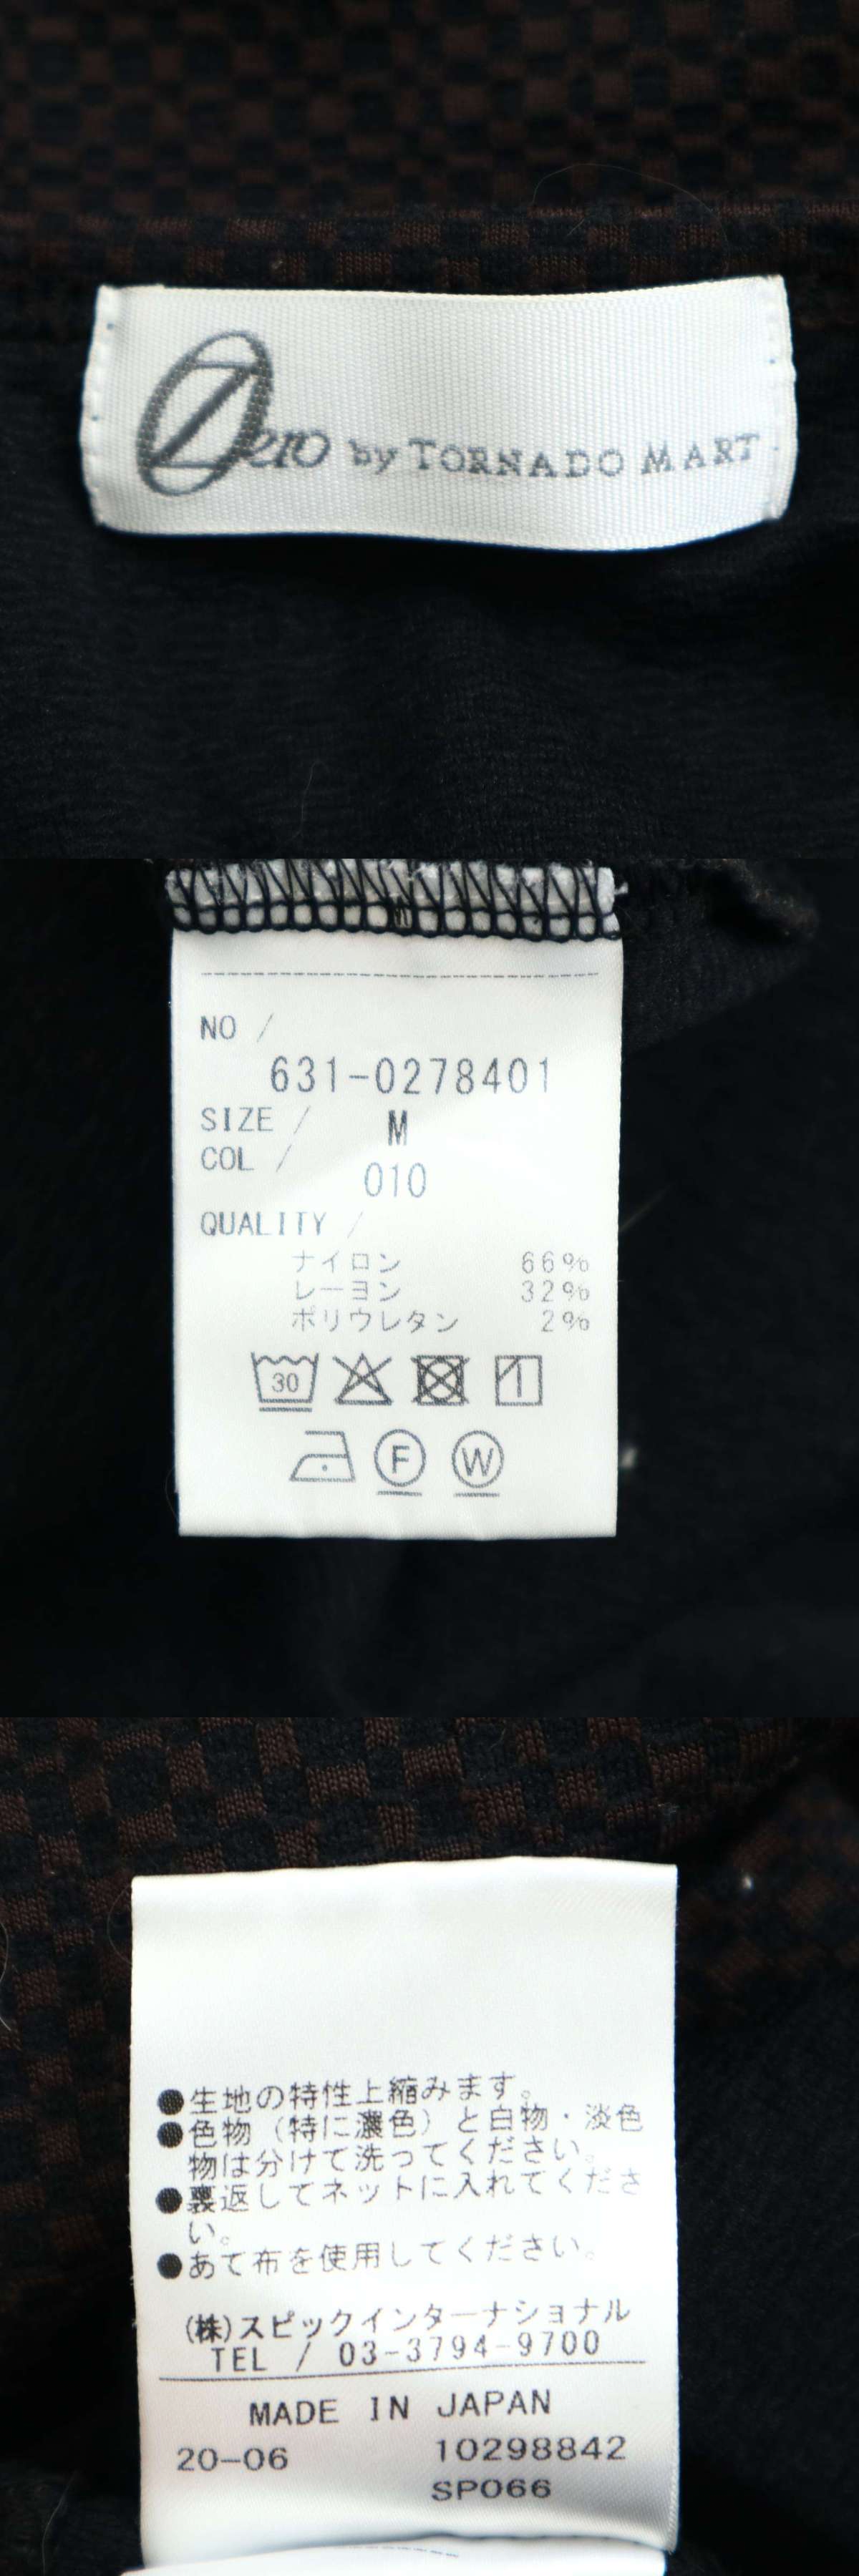 Zero by TORNADO MART
NO /
631-0278401
SIZE / M
COL / 010
QUALITY /
ナイロン 66%
レーヨン 32%
ポリウレタン 2%
30
F W
●生地の特性上縮みます。
●色物(特に濃色)と白物・淡色
物は分けて洗ってください。
●裏返してネットに入れてくださ
い。
●あて布を使用してください。
(株)スピックインターナショナル
TEL / 03-3794-9700
MADE IN JAPAN
20-06 10298842
SP066